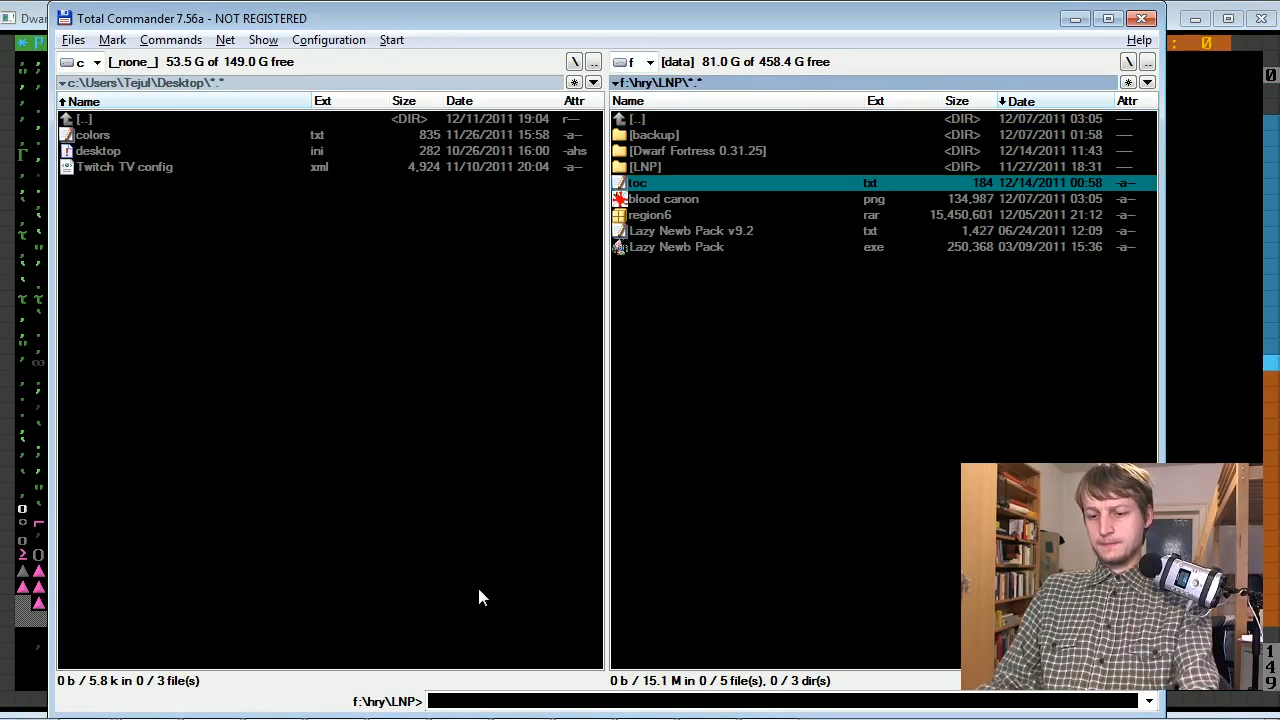 Dwar
Total Commander 7.56a - NOT REGISTERED
Files Mark Commands Net Show Configuration Start Help
c [_none_] 53.5 G of 149.0 G free \ ..
f [data] 81.0 G of 458.4 G free \ ..
c:\Users\Tejul\Desktop\*.* *
f:\hry\LNP\*.* *
Name Ext Size Date Attr
[..] <DIR> 12/11/2011 19:04 r—
colors txt 835 11/26/2011 15:58 -a–
desktop ini 282 10/26/2011 16:00 -ahs
Twitch TV config xml 4,924 11/10/2011 20:04 -a–
0 b / 5.8 k in 0 / 3 file(s)
Name Ext Size Date Attr
[..] <DIR> 12/07/2011 03:05 —
[backup] <DIR> 12/07/2011 01:58 —
[Dwarf Fortress 0.31.25] <DIR> 12/14/2011 11:43 —
[LNP] <DIR> 11/27/2011 18:31 —
toc txt 184 12/14/2011 00:58 -a–
blood canon png 134,987 12/07/2011 03:05 -a–
region6 rar 15,450,601 12/05/2011 21:12 -a–
Lazy Newb Pack v9.2 txt 1,427 06/24/2011 12:09 -a–
Lazy Newb Pack exe 250,368 03/09/2011 15:36 -a–
0 b / 15.1 M in 0 / 5 file(s), 0 / 3 dir(s)
f:\hry\LNP>
: 0
0
1
4
9